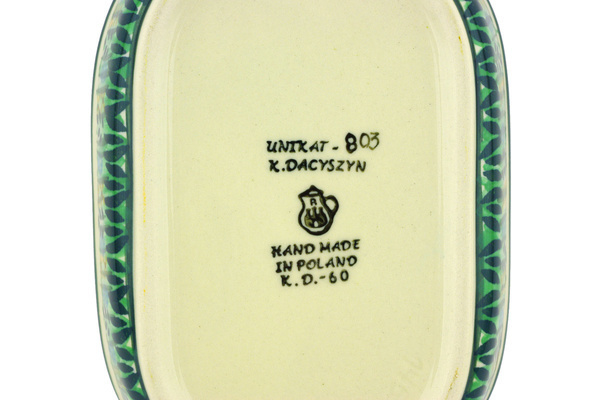 UNIKAT - 803
K. DACYSZYN
HAND MADE
IN POLAND
K. D.-60